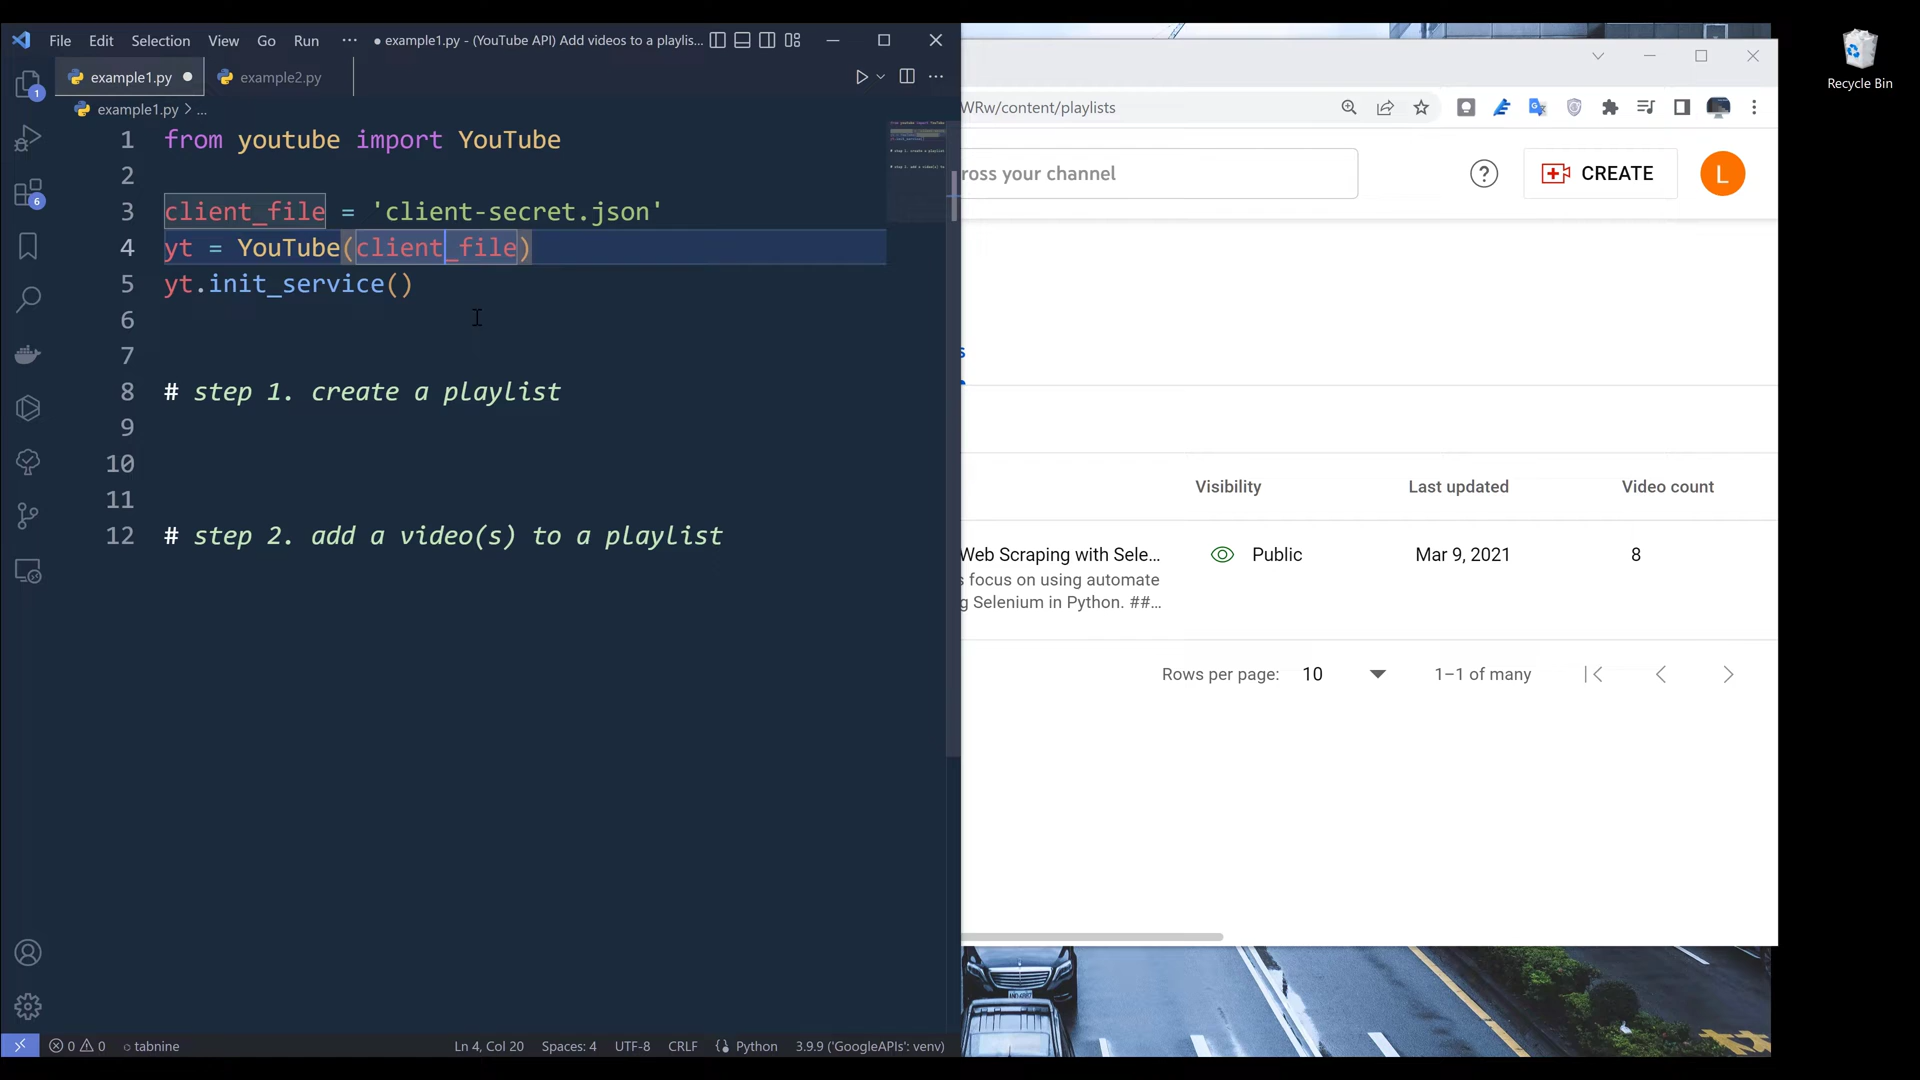 File Edit Selection View Go Run ··· ● example1.py - (YouTube API) Add videos to a playlis...
example1.py ● example2.py
example1.py > ...
1 from youtube import YouTube
2
3 client_file = 'client-secret.json'
4 yt = YouTube(client_file)
5 yt.init_service()
6
7
8 # step 1. create a playlist
9
10
11
12 # step 2. add a video(s) to a playlist
1
6
0 0 tabnine Ln 4, Col 20 Spaces: 4 UTF-8 CRLF Python 3.9.9 ('GoogleAPIs': venv)
WRw/content/playlists
ross your channel
CREATE
L
s
Visibility Last updated Video count
Web Scraping with Sele... Public Mar 9, 2021 8
s focus on using automate
g Selenium in Python. ##...
Rows per page: 10 1–1 of many
Recycle Bin